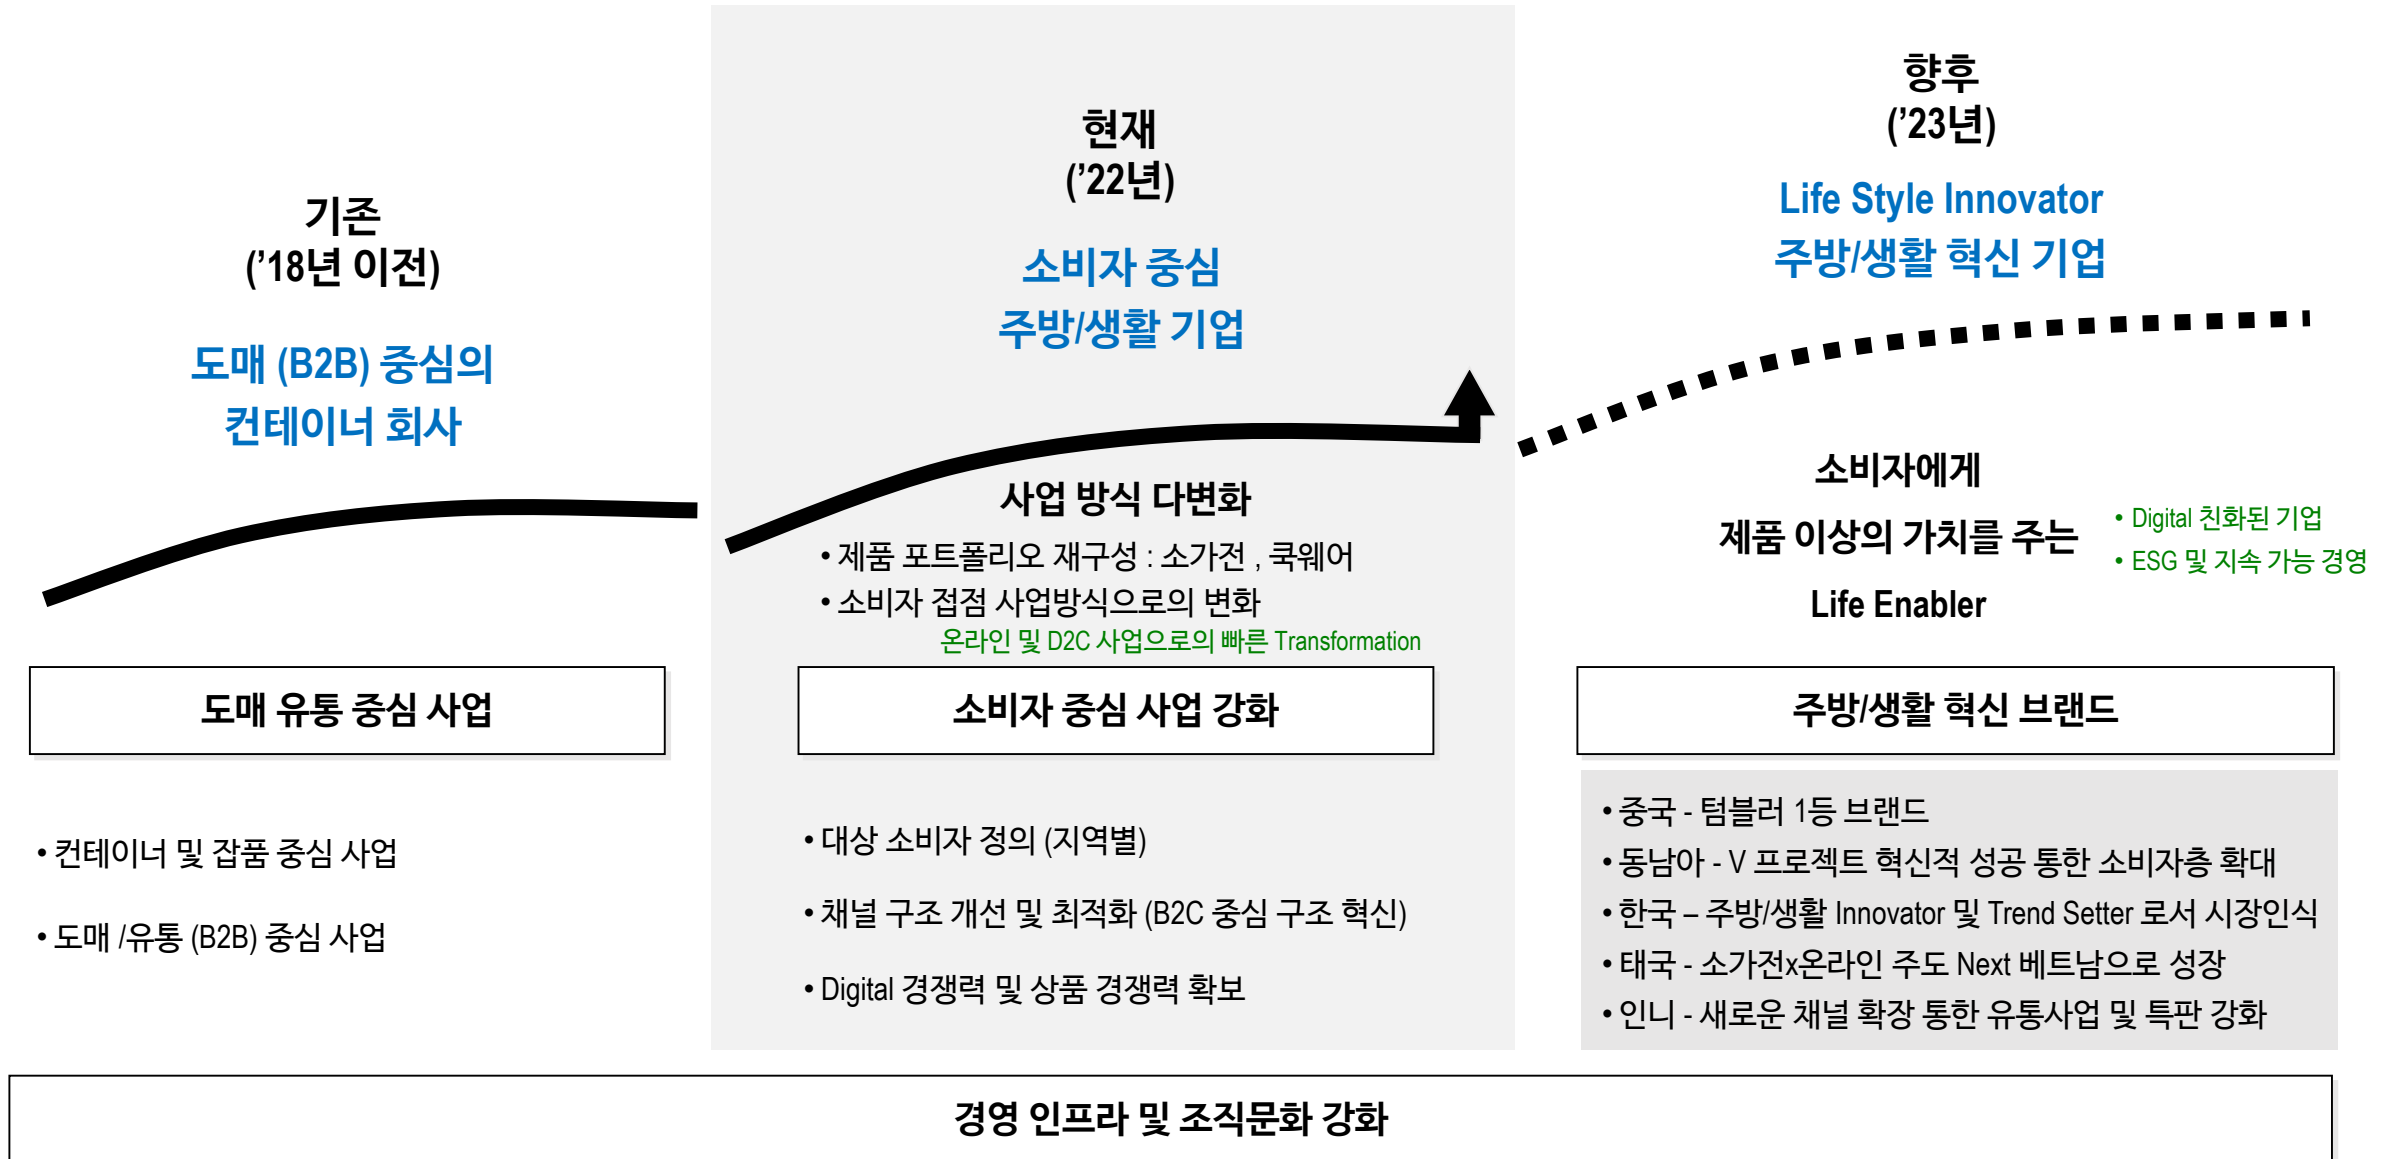 기존
(’18년 이전)
도매 (B2B) 중심의
컨테이너 회사
도매 유통 중심 사업
• 컨테이너 및 잡품 중심 사업
• 도매 /유통 (B2B) 중심 사업
현재
(’22년)
소비자 중심
주방/생활 기업
사업 방식 다변화
• 제품 포트폴리오 재구성 : 소가전 , 쿡웨어
• 소비자 접점 사업방식으로의 변화
온라인 및 D2C 사업으로의 빠른 Transformation
소비자 중심 사업 강화
• 대상 소비자 정의 (지역별)
• 채널 구조 개선 및 최적화 (B2C 중심 구조 혁신)
• Digital 경쟁력 및 상품 경쟁력 확보
향후
(’23년)
Life Style Innovator
주방/생활 혁신 기업
소비자에게
제품 이상의 가치를 주는
Life Enabler
• Digital 친화된 기업
• ESG 및 지속 가능 경영
주방/생활 혁신 브랜드
• 중국 - 텀블러 1등 브랜드
• 동남아 - V 프로젝트 혁신적 성공 통한 소비자층 확대
• 한국 – 주방/생활 Innovator 및 Trend Setter 로서 시장인식
• 태국 - 소가전x온라인 주도 Next 베트남으로 성장
• 인니 - 새로운 채널 확장 통한 유통사업 및 특판 강화
경영 인프라 및 조직문화 강화